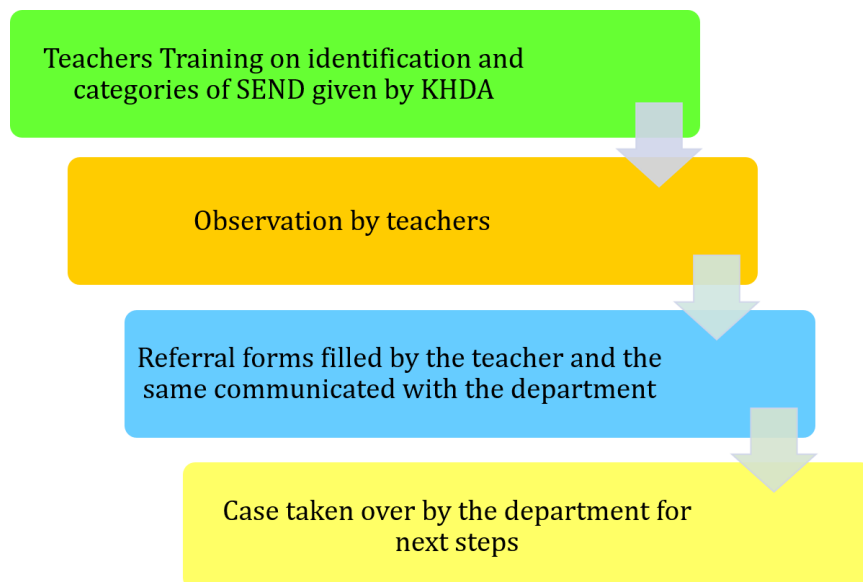 Teachers Training on identification and
categories of SEND given by KHDA
Observation by teachers
Referral forms filled by the teacher and the
same communicated with the department
Case taken over by the department for
next steps